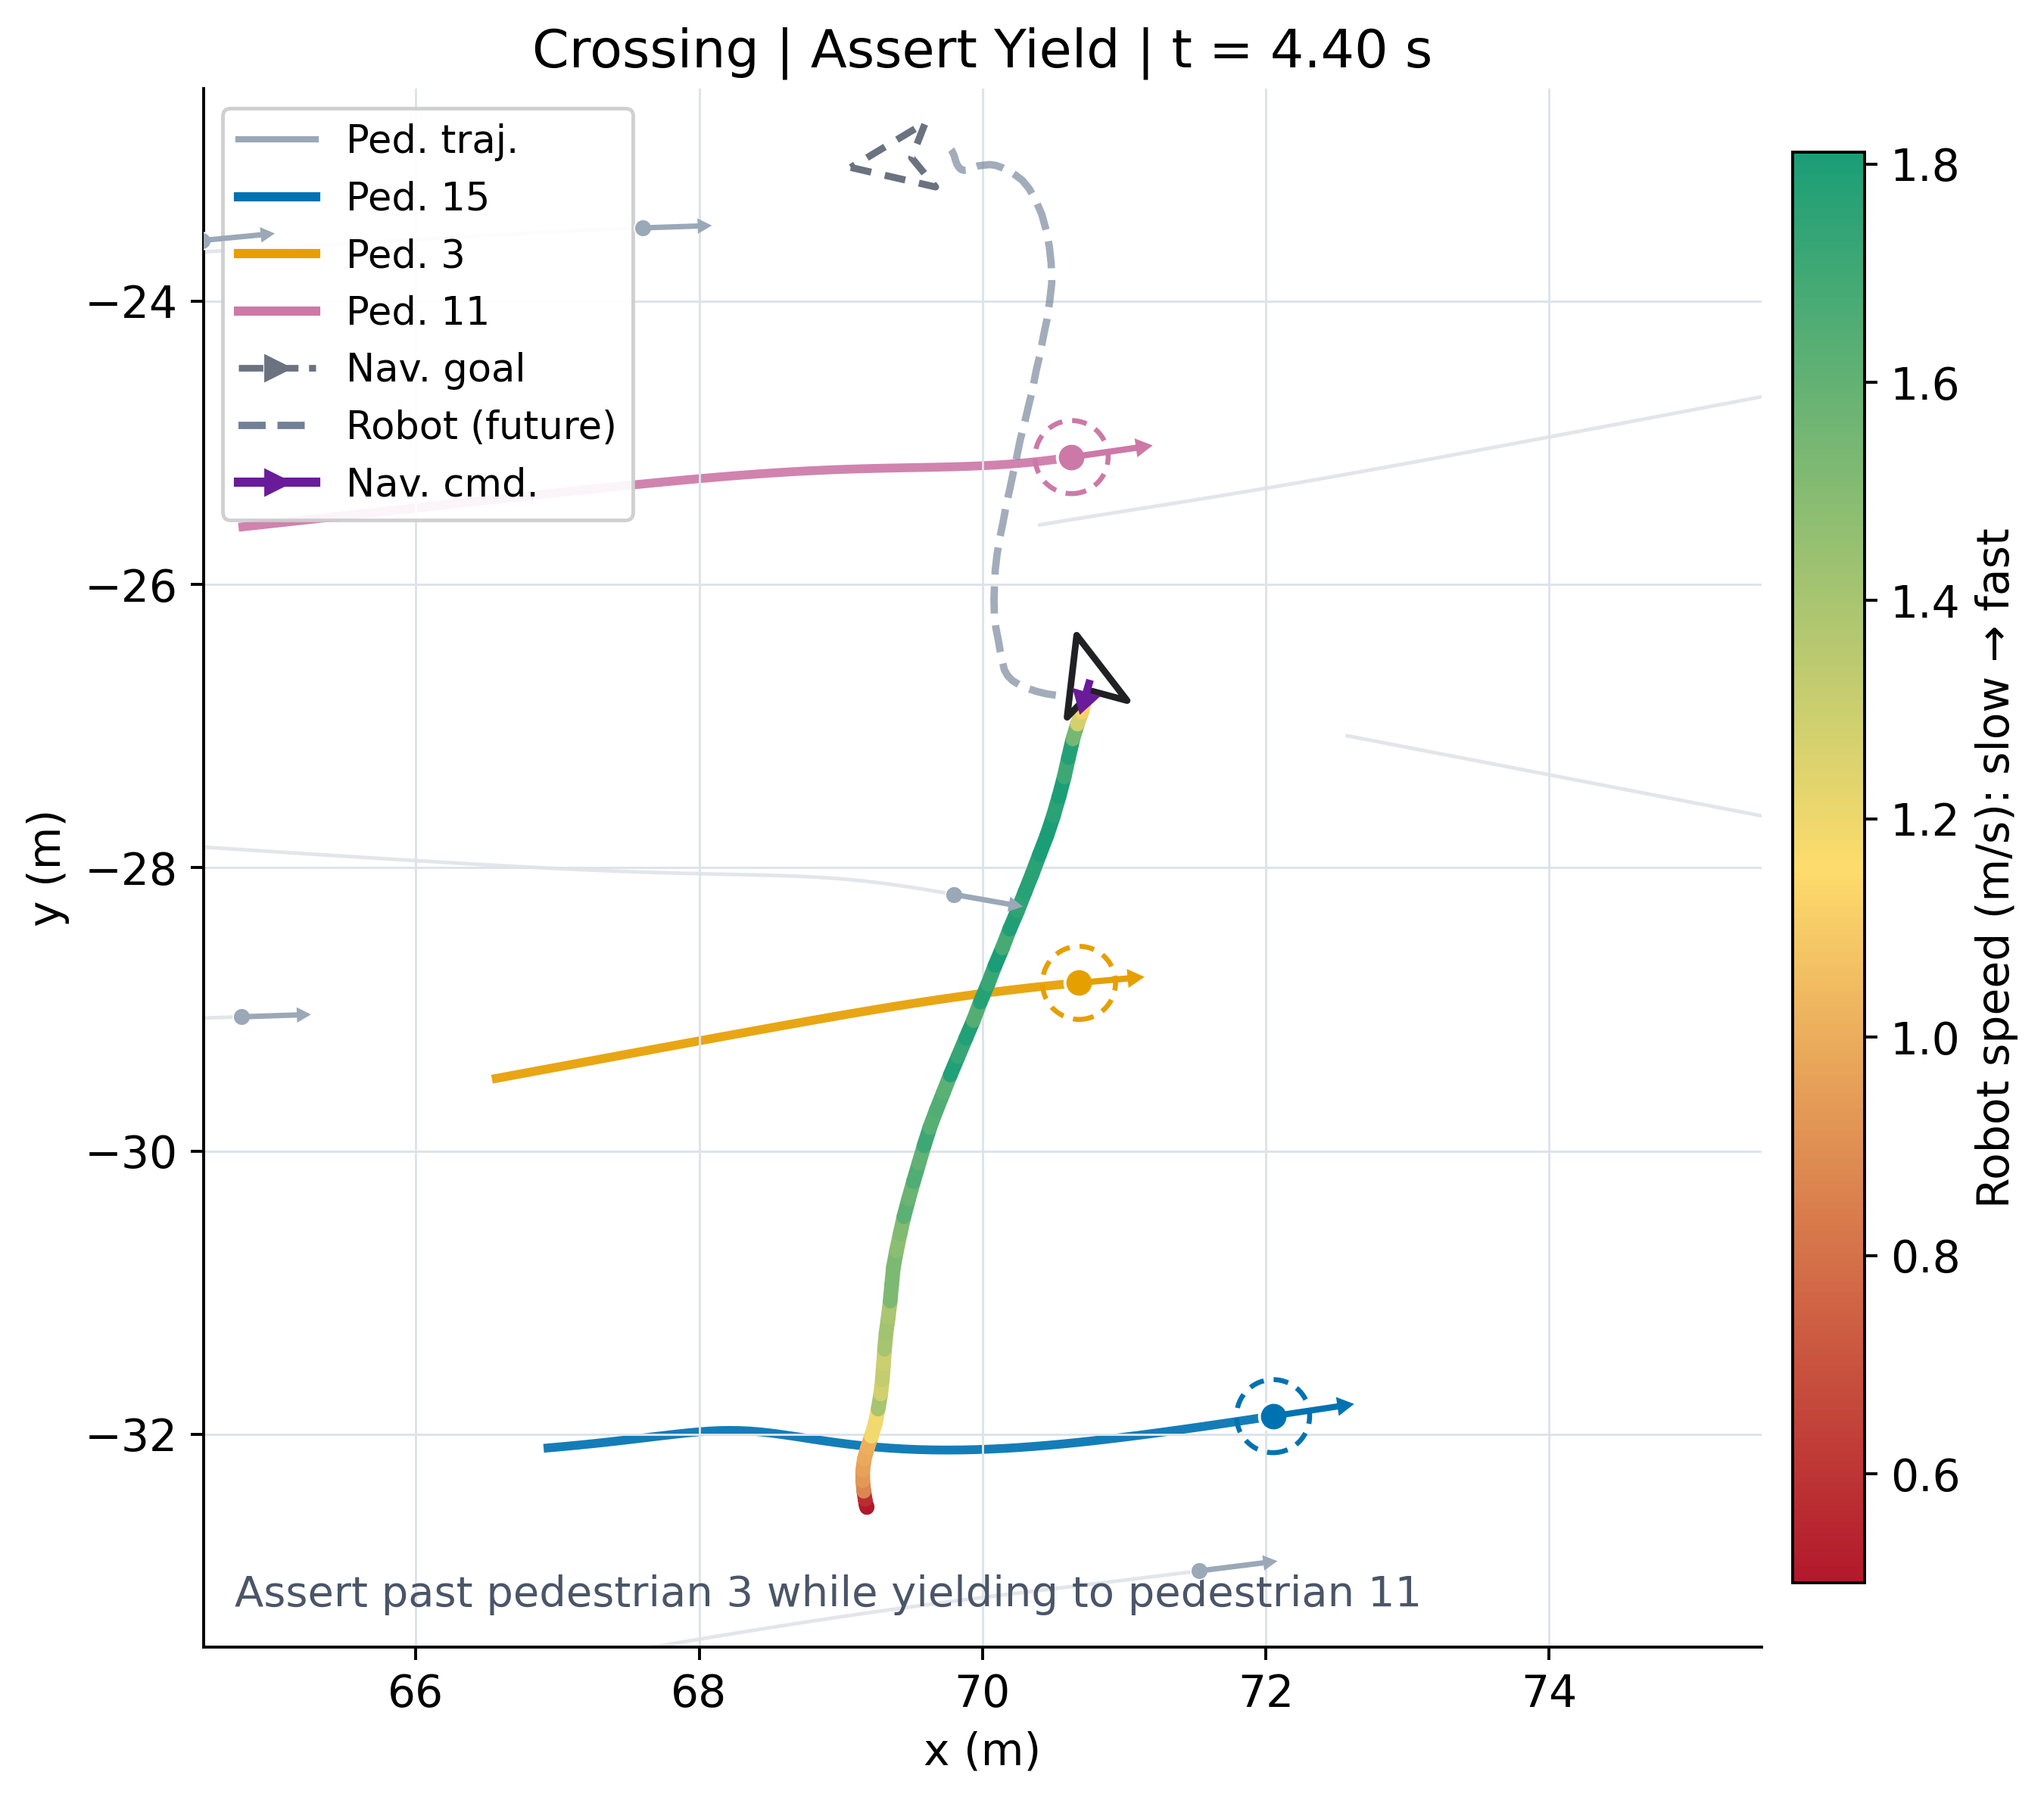 Crossing | Assert Yield | t = 4.40 s
Ped. traj.
Ped. 15
Ped. 3
Ped. 11
Nav. goal
Robot (future)
Nav. cmd.
−24
−26
−28
−30
−32
y (m)
66
68
70
72
74
x (m)
Assert past pedestrian 3 while yielding to pedestrian 11
1.8
1.6
1.4
1.2
1.0
0.8
0.6
Robot speed (m/s): slow → fast